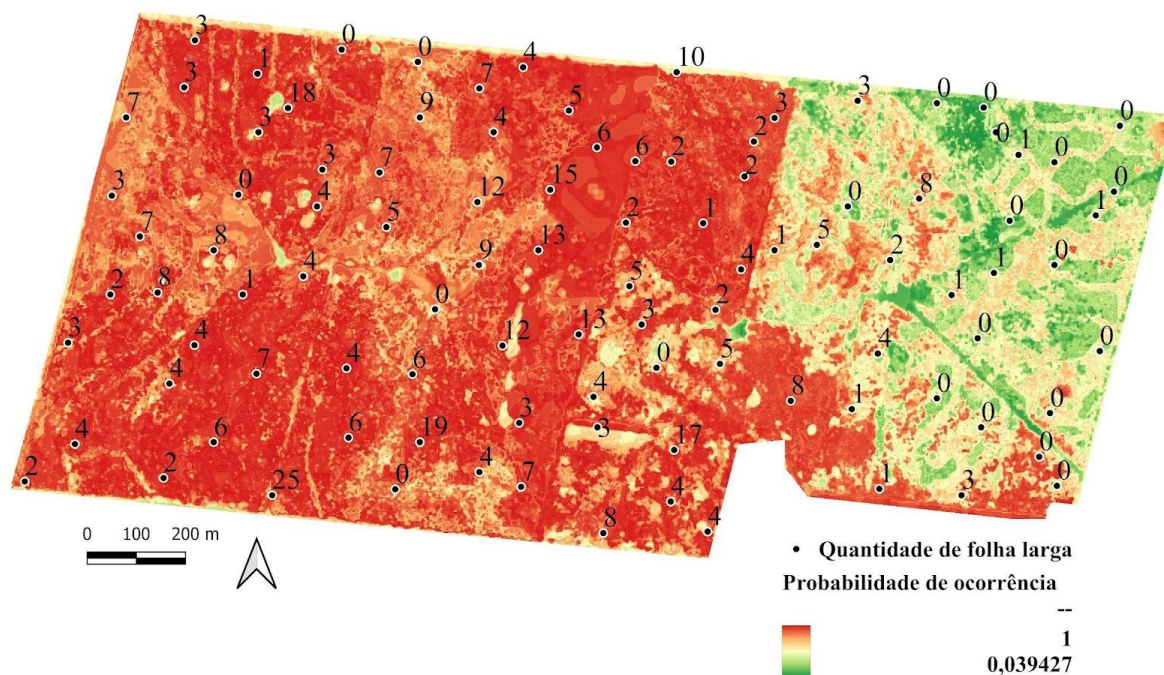 3 0 0 4 10
1 7 3 0 0 0
3 18 9 5 3
7 3 4 6 6 2 2 0 1 0
3 7 2
3 0 4 12 15 0 8 0 1
7 5 2 1 0
8 9 13 1 5 2 0
2 8 1 4 5 4 1 1
0 3 2
3 4 12 13 0
4 7 4 6 0 5 4 0
4 8 1 0 0
4 6 6 19 3 3 17 0
2 2 4 0
25 0 7 4 1 3 0
8 4
0 100 200 m
Quantidade de folha larga
Probabilidade de ocorrência
--
1
0,039427